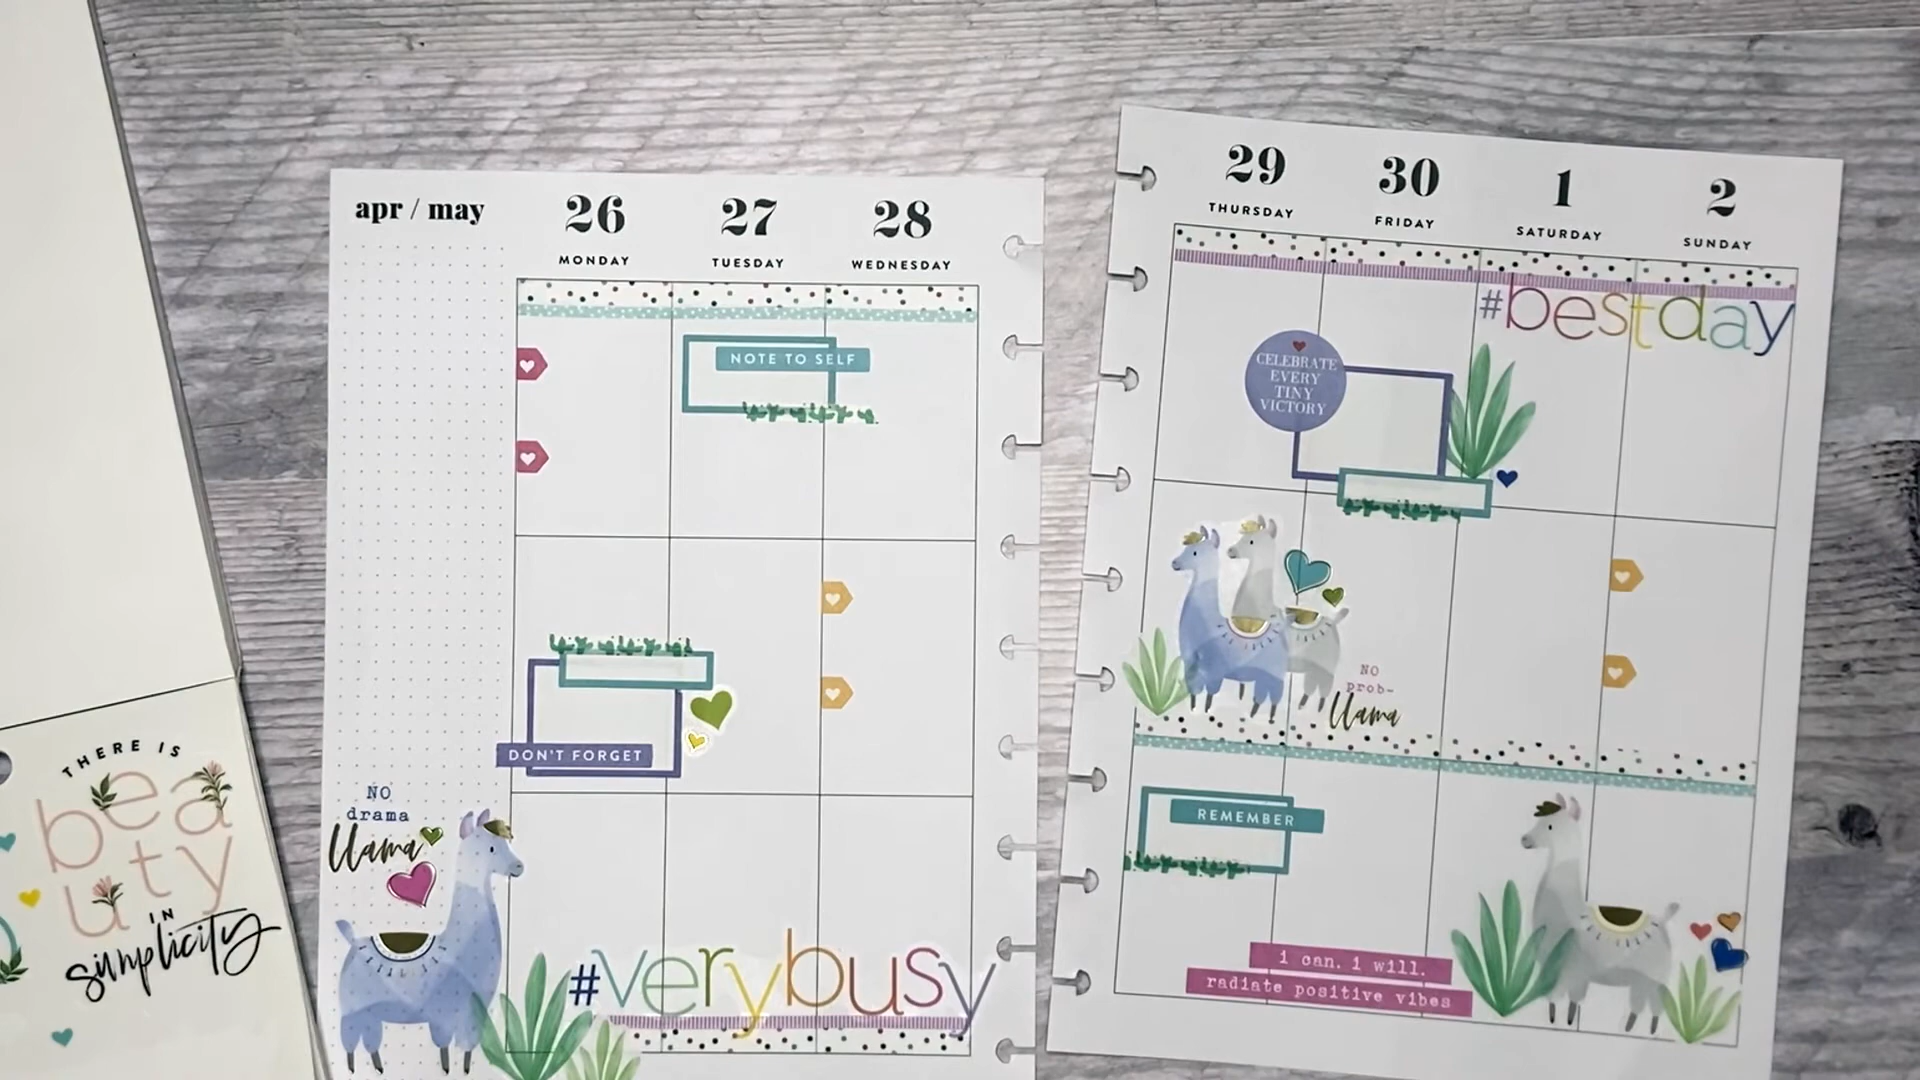 apr / may
26
MONDAY
27
TUESDAY
28
WEDNESDAY
NOTE TO SELF
DON'T FORGET
NO
drama
llama
#verybusy
29
THURSDAY
30
FRIDAY
1
SATURDAY
2
SUNDAY
#bestday
CELEBRATE
EVERY
TINY
VICTORY
NO
prob-
llama
REMEMBER
i can. i will.
radiate positive vibes
THERE IS
beauty
IN
simplicity